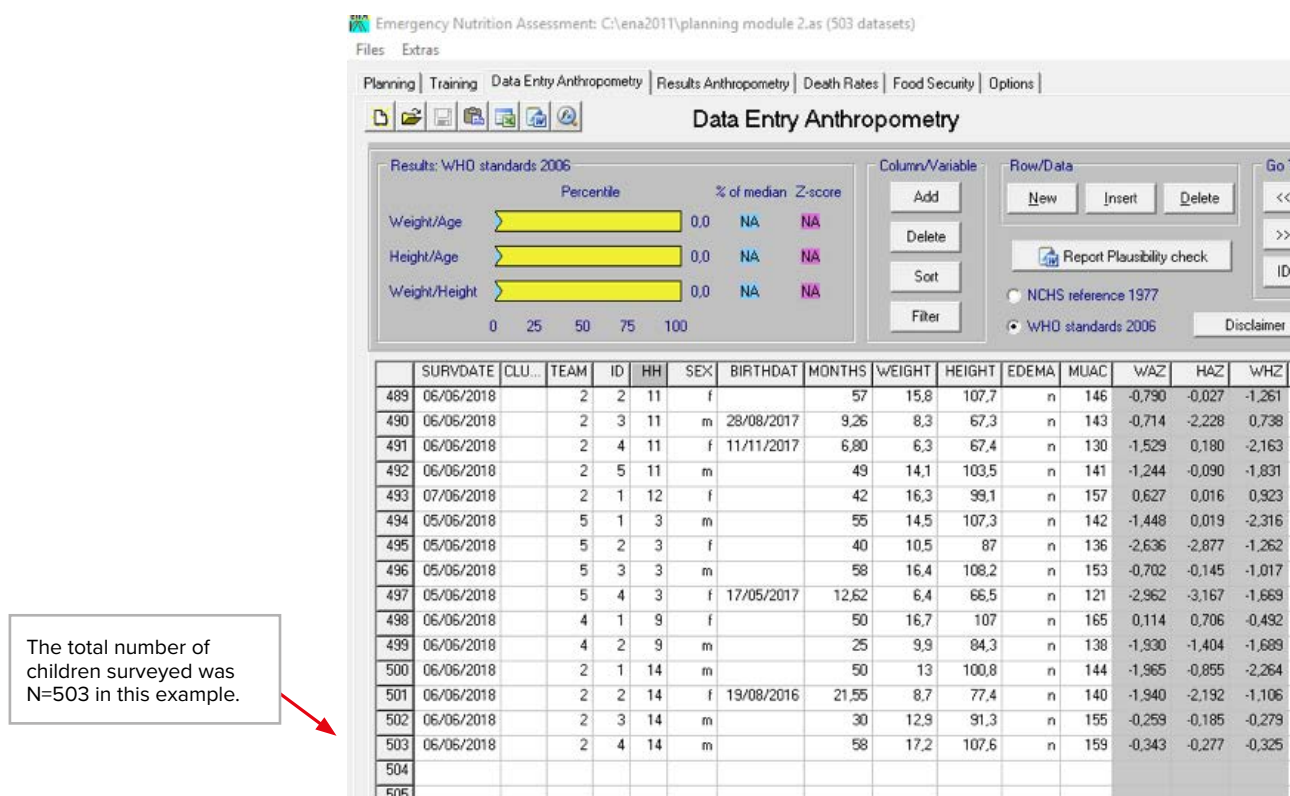 Emergency Nutrition Assessment: C:\ena2011\planning module 2.as (503 datasets)
Files Extras
Planning Training Data Entry Anthropometry Results Anthropometry Death Rates Food Security Options
Data Entry Anthropometry
Results: WHO standards 2006
Percentile % of median Z-score
Weight/Age 0,0 NA NA
Height/Age 0,0 NA NA
Weight/Height 0,0 NA NA
0 25 50 75 100
Column/Variable
Add
Delete
Sort
Filter
Row/Data
New Insert Delete
Report Plausibility check
NCHS reference 1977
WHO standards 2006
Disclaimer
Go
<<
>>
ID
SURVDATE CLU... TEAM ID HH SEX BIRTHDAT MONTHS WEIGHT HEIGHT EDEMA MUAC WAZ HAZ WHZ
489 06/06/2018 2 2 11 f 57 15,8 107,7 n 146 -0,790 -0,027 -1,261
490 06/06/2018 2 3 11 m 28/08/2017 9,26 8,3 67,3 n 143 -0,714 -2,228 0,738
491 06/06/2018 2 4 11 f 11/11/2017 6,80 6,3 67,4 n 130 -1,529 0,180 -2,163
492 06/06/2018 2 5 11 m 49 14,1 103,5 n 141 -1,244 -0,090 -1,831
493 07/06/2018 2 1 12 f 42 16,3 99,1 n 157 0,627 0,016 0,923
494 05/06/2018 5 1 3 m 55 14,5 107,3 n 142 -1,448 0,019 -2,316
495 05/06/2018 5 2 3 f 40 10,5 87 n 136 -2,636 -2,877 -1,262
496 05/06/2018 5 3 3 m 58 16,4 108,2 n 153 -0,702 -0,145 -1,017
497 05/06/2018 5 4 3 f 17/05/2017 12,62 6,4 66,5 n 121 -2,962 -3,167 -1,669
498 06/06/2018 4 1 9 f 50 16,7 107 n 165 0,114 0,706 -0,492
499 06/06/2018 4 2 9 m 25 9,9 84,3 n 138 -1,930 -1,404 -1,689
500 06/06/2018 2 1 14 m 50 13 100,8 n 144 -1,965 -0,855 -2,264
501 06/06/2018 2 2 14 f 19/08/2016 21,55 8,7 77,4 n 140 -1,940 -2,192 -1,106
502 06/06/2018 2 3 14 m 30 12,9 91,3 n 155 -0,259 -0,185 -0,279
503 06/06/2018 2 4 14 m 58 17,2 107,6 n 159 -0,343 -0,277 -0,325
504
505
The total number of
children surveyed was
N=503 in this example.